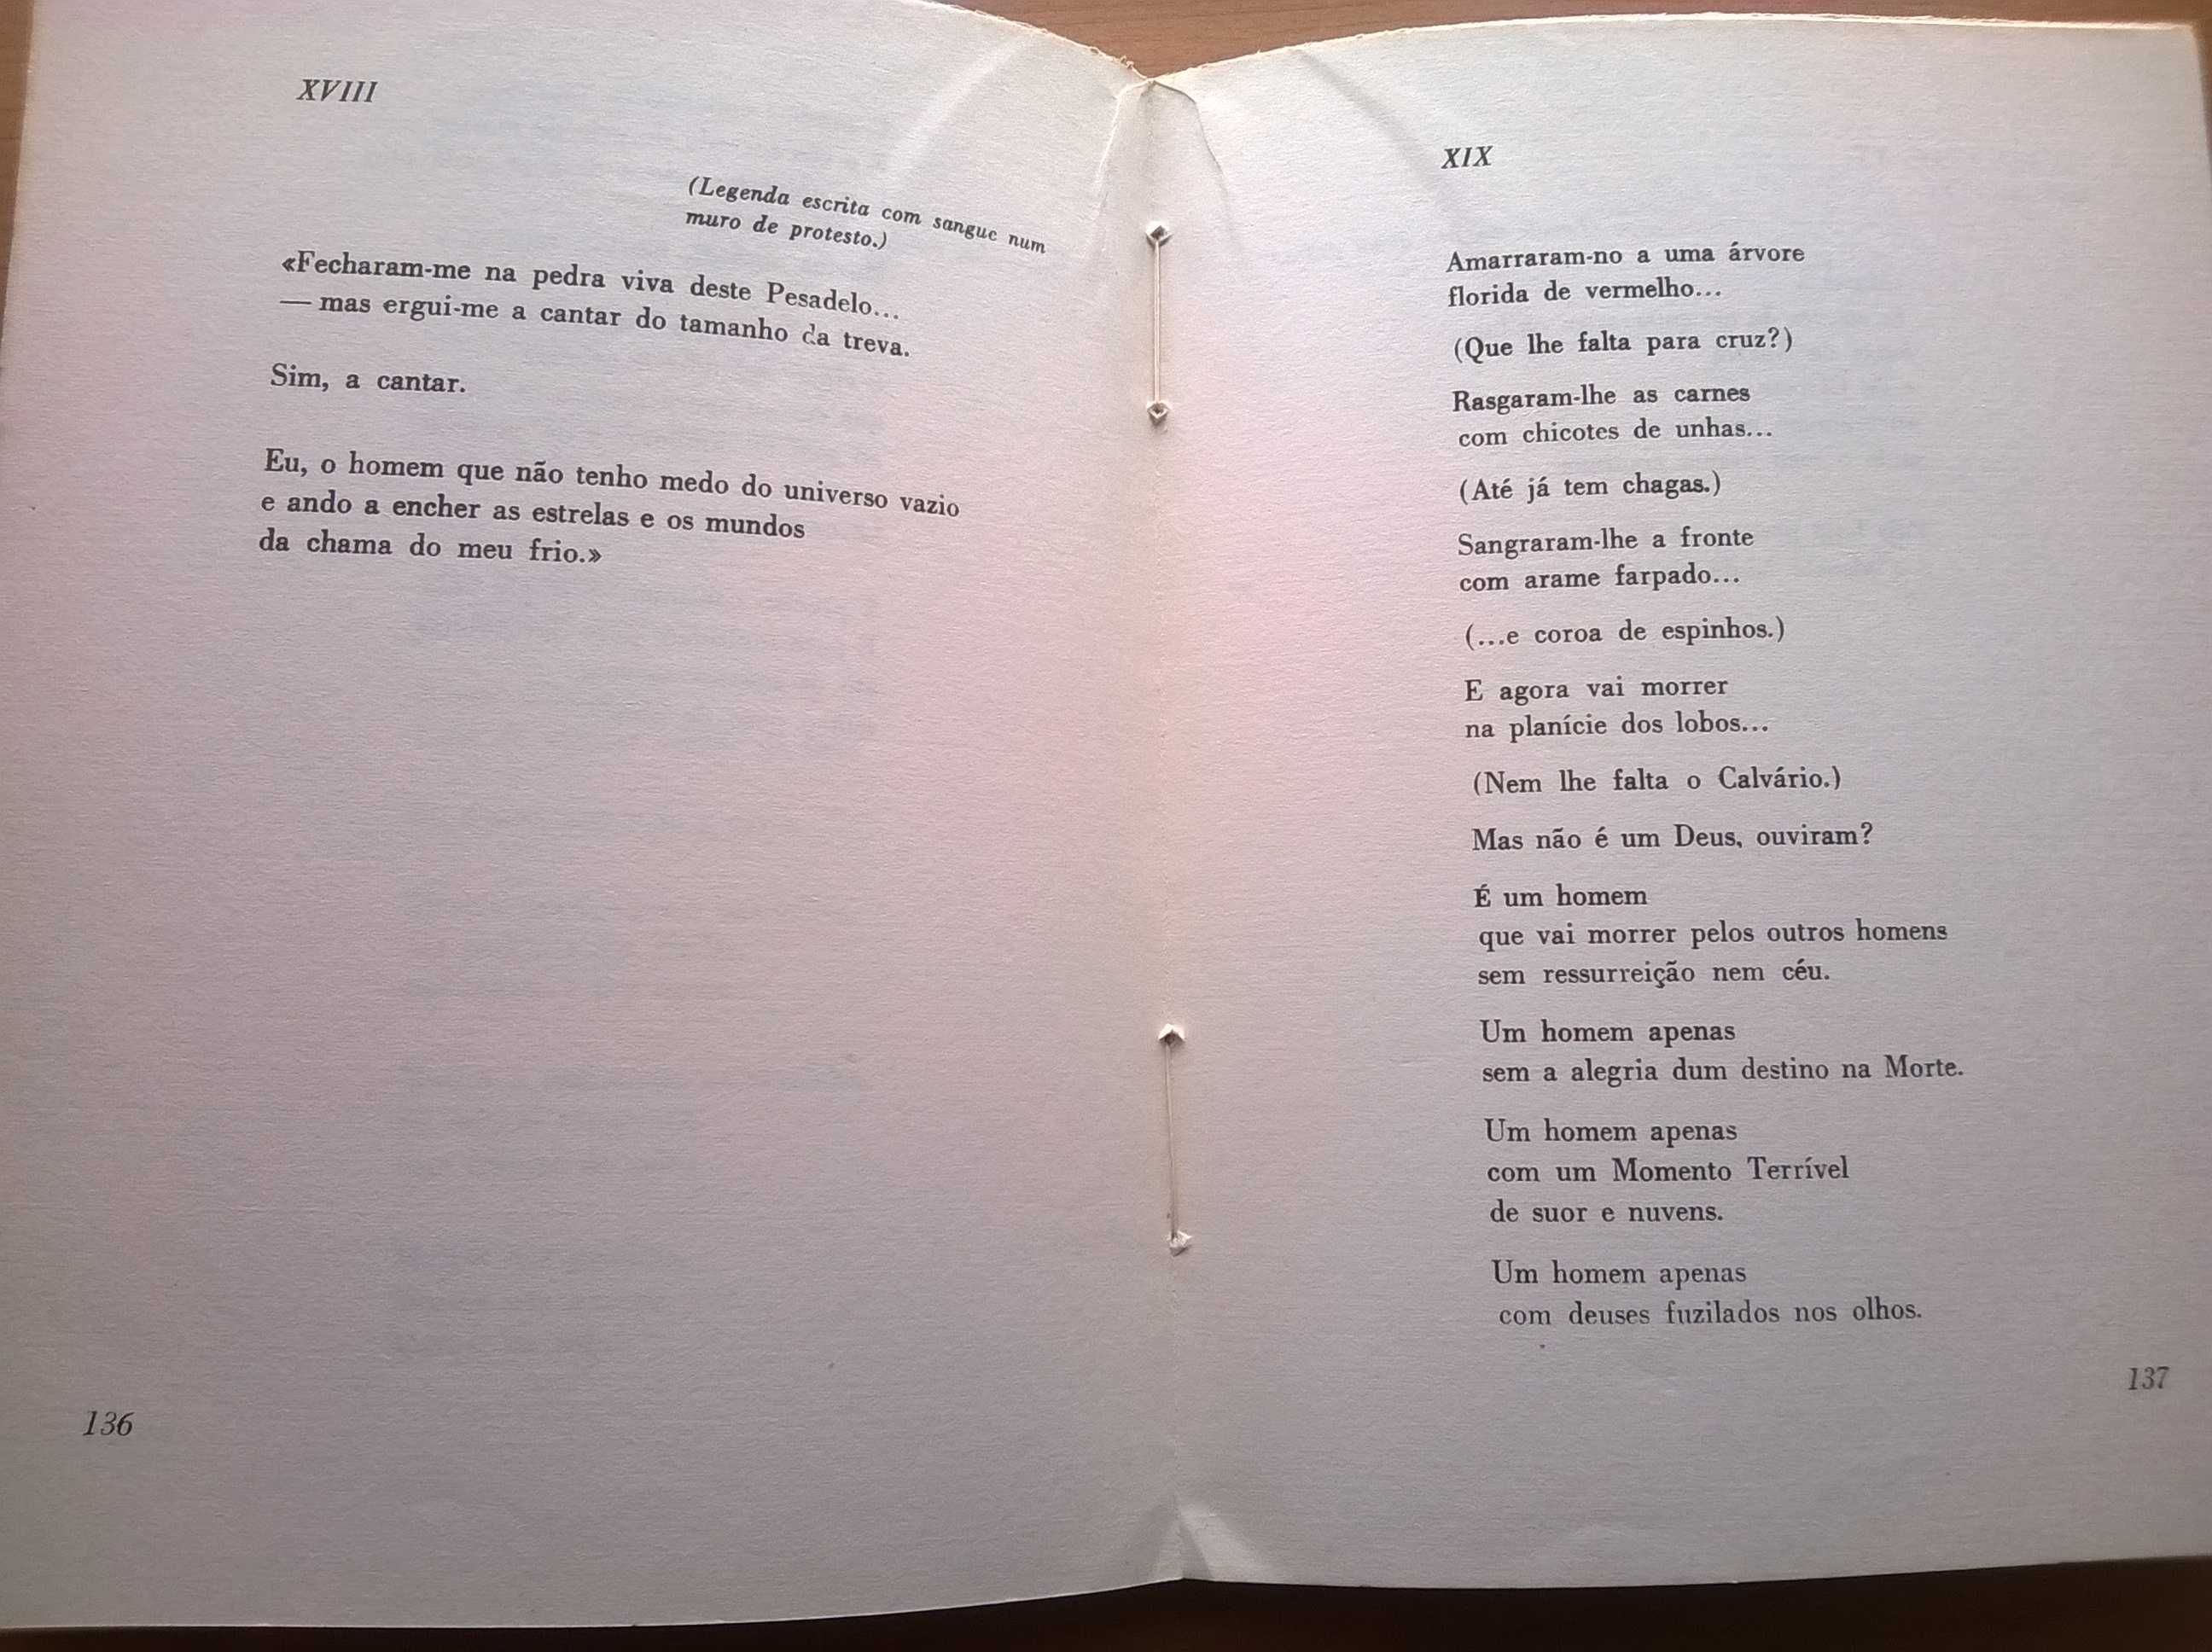 XVIII
(Legenda escrita com sangue num
muro de protesto.)
«Fecharam-me na pedra viva deste Pesadelo...
— mas ergui-me a cantar do tamanho da treva.
Sim, a cantar.
Eu, o homem que não tenho medo do universo vazio
e ando a encher as estrelas e os mundos
da chama do meu frio.»
136
XIX
Amarraram-no a uma árvore
florida de vermelho...
(Que lhe falta para cruz?)
Rasgaram-lhe as carnes
com chicotes de unhas...
(Até já tem chagas.)
Sangraram-lhe a fronte
com arame farpado...
(...e coroa de espinhos.)
E agora vai morrer
na planície dos lobos...
(Nem lhe falta o Calvário.)
Mas não é um Deus, ouviram?
É um homem
que vai morrer pelos outros homens
sem ressurreição nem céu.
Um homem apenas
sem a alegria dum destino na Morte.
Um homem apenas
com um Momento Terrível
de suor e nuvens.
Um homem apenas
com deuses fuzilados nos olhos.
137